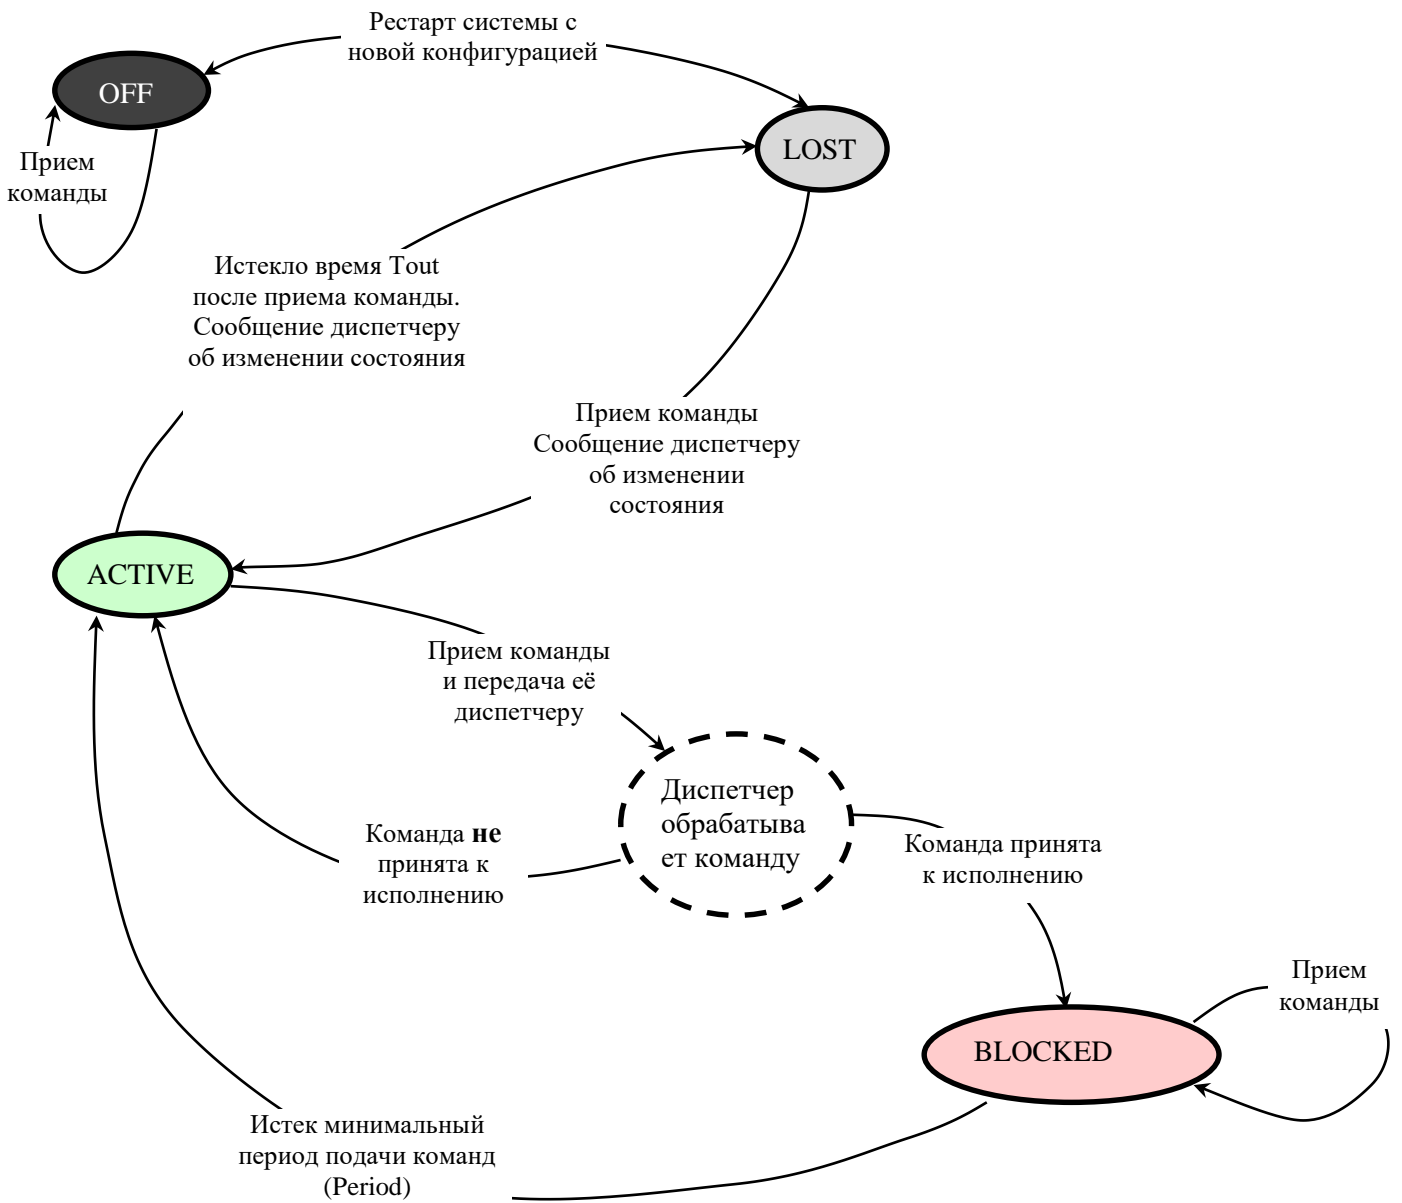 Рестарт системы с
новой конфигурацией
OFF
LOST
Прием
команды
Истекло время Tout
после приема команды.
Сообщение диспетчеру
об изменении состояния
Прием команды
Сообщение диспетчеру
об изменении
состояния
ACTIVE
Прием команды
и передача её
диспетчеру
Диспетчер
обрабатыва
ет команду
Команда не
принята к
исполнению
Команда принята
к исполнению
Прием
команды
BLOCKED
Истек минимальный
период подачи команд
(Period)